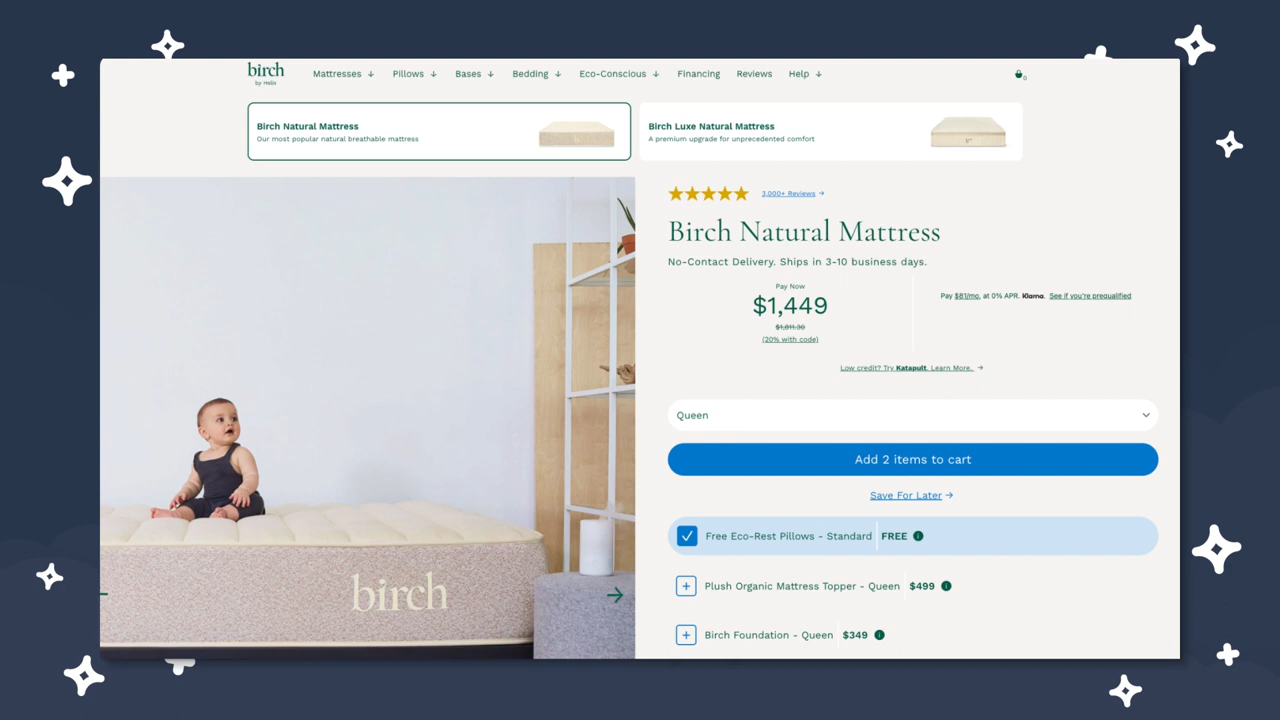 birch
by Helix
Mattresses ↓ Pillows ↓ Bases ↓ Bedding ↓ Eco-Conscious ↓ Financing Reviews Help ↓
0
Birch Natural Mattress
Our most popular natural breathable mattress
Birch Luxe Natural Mattress
A premium upgrade for unprecedented comfort
3,000+ Reviews →
Birch Natural Mattress
No-Contact Delivery. Ships in 3-10 business days.
Pay Now
$1,449
$1,811.30
(20% with code)
Pay $81/mo. at 0% APR. Klarna. See if you're prequalified
Low credit? Try Katapult. Learn More. →
Queen
Add 2 items to cart
Save For Later →
Free Eco-Rest Pillows - Standard FREE i
Plush Organic Mattress Topper - Queen $499 i
Birch Foundation - Queen $349 i
birch